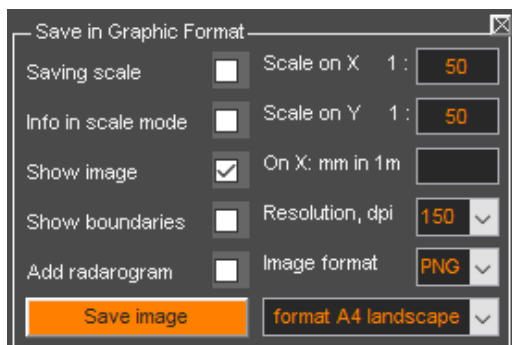 Save in Graphic Format
Saving scale
Scale on X 1 : 50
Info in scale mode
Scale on Y 1 : 50
Show image
On X: mm in 1m
Show boundaries
Resolution, dpi 150
Add radarogram
Image format PNG
Save image
format A4 landscape